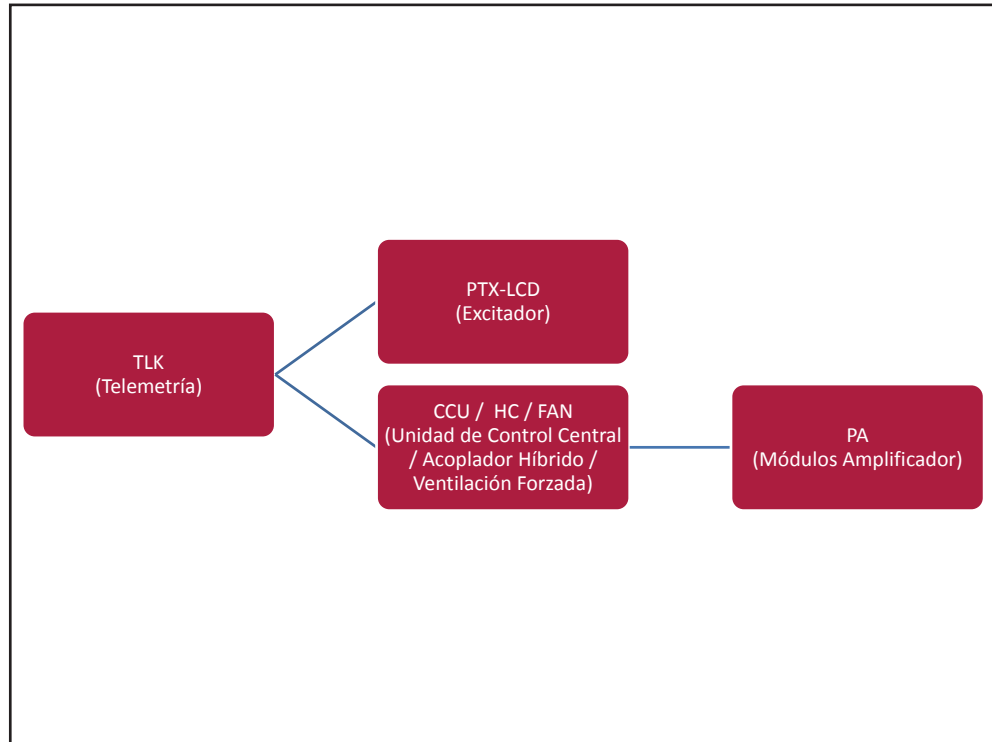 TLK
(Telemetría)
PTX-LCD
(Excitador)
CCU / HC / FAN
(Unidad de Control Central
/ Acoplador Híbrido /
Ventilación Forzada)
PA
(Módulos Amplificador)